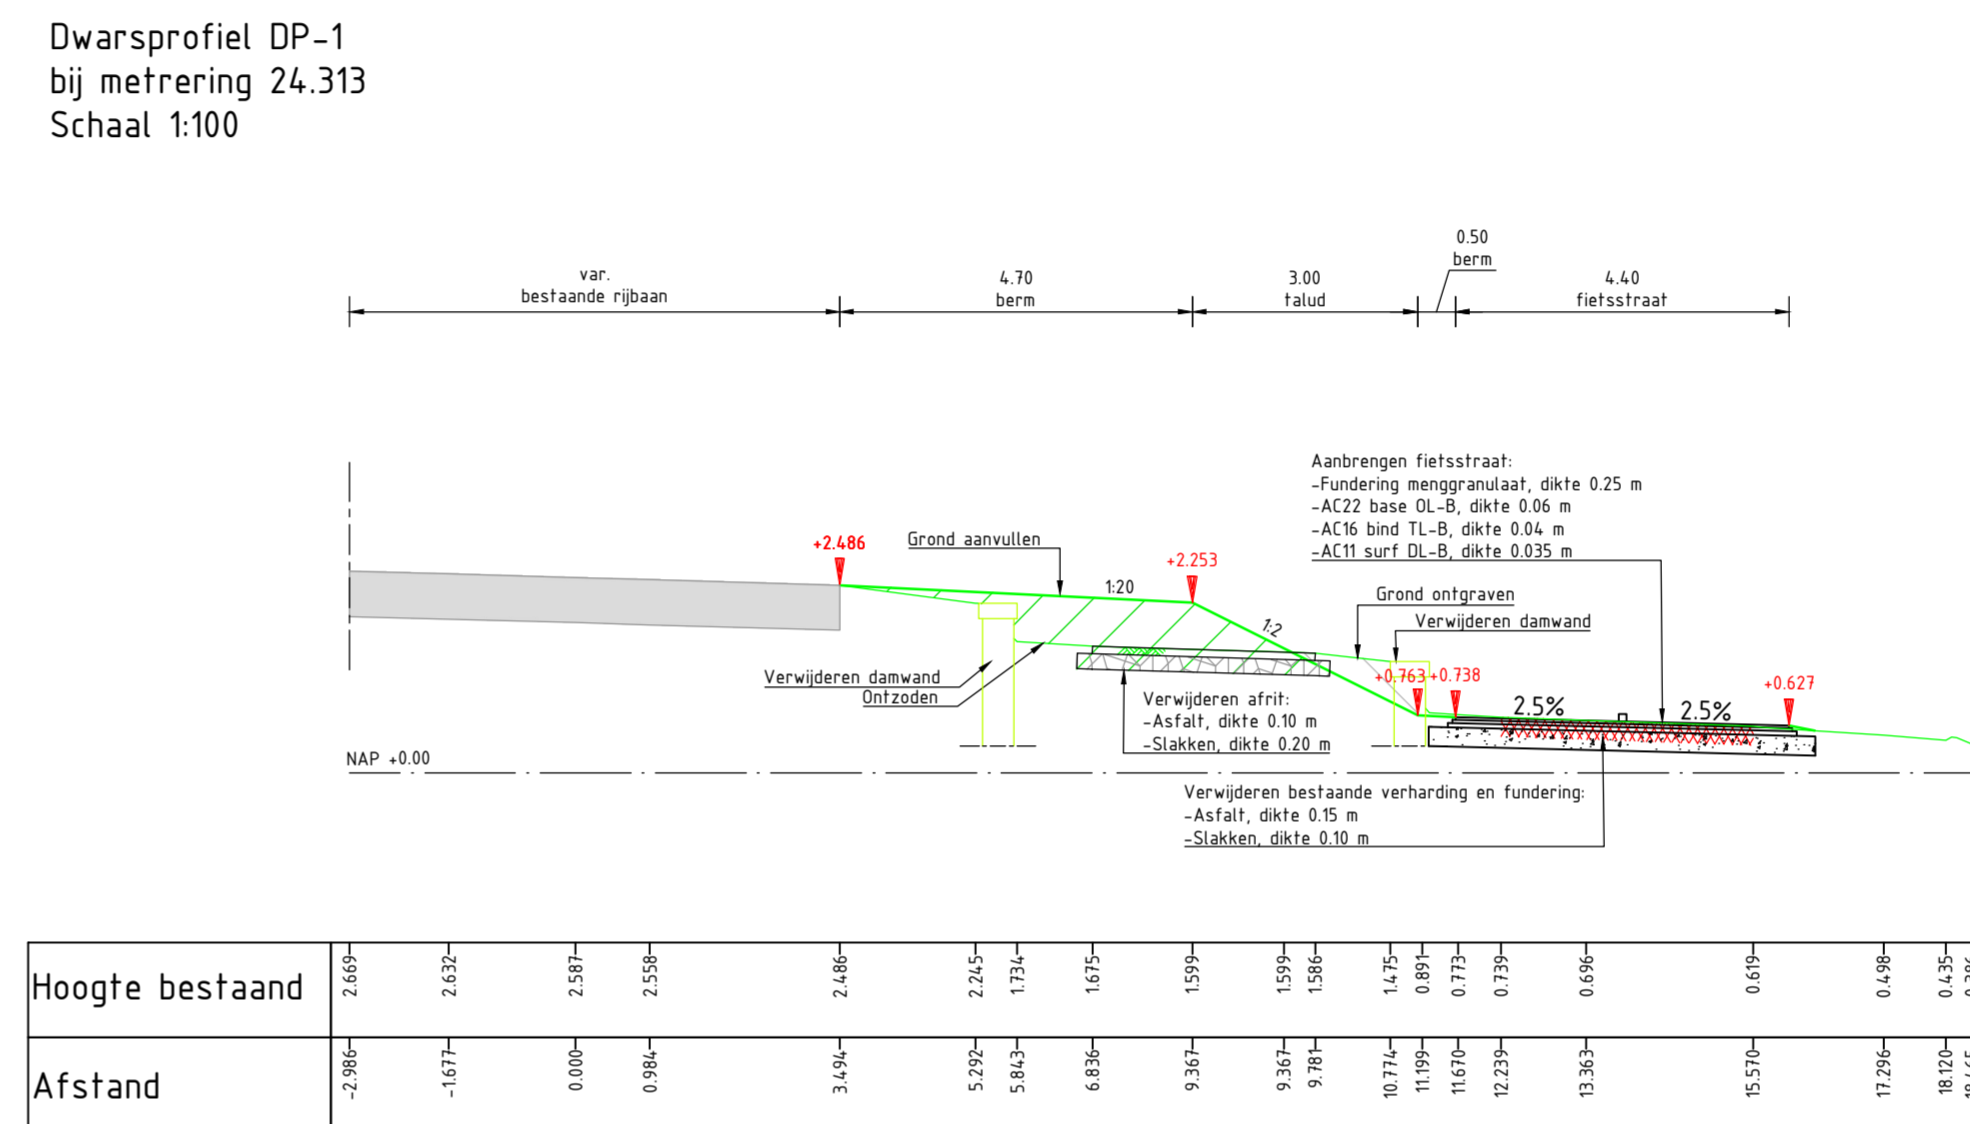 Dwarsprofiel DP-1
bij metrering 24.313
Schaal 1:100
var.
bestaande rijbaan
4.70
berm
3.00
talud
0.50
berm
4.40
fietsstraat
Aanbrengen fietsstraat:
-Fundering menggranulaat, dikte 0.25 m
-AC22 base OL-B, dikte 0.06 m
-AC16 bind TL-B, dikte 0.04 m
-AC11 surf DL-B, dikte 0.035 m
+2.486
Grond aanvullen
+2.253
1:20
1:2
Grond ontgraven
Verwijderen damwand
+0.763
+0.738
+0.627
Verwijderen damwand
Ontzoden
Verwijderen afrit:
-Asfalt, dikte 0.10 m
-Slakken, dikte 0.20 m
2.5%
2.5%
NAP +0.00
Verwijderen bestaande verharding en fundering:
-Asfalt, dikte 0.15 m
-Slakken, dikte 0.10 m
Hoogte bestaand
2.669
2.632
2.587
2.558
2.486
2.245
1.734
1.675
1.599
1.599
1.586
1.475
0.891
0.773
0.739
0.696
0.619
0.498
0.435
Afstand
-2.986
-1.677
0.000
0.984
3.494
5.292
5.843
6.836
9.367
9.367
9.781
10.774
11.199
11.670
12.239
13.363
15.570
17.296
18.120